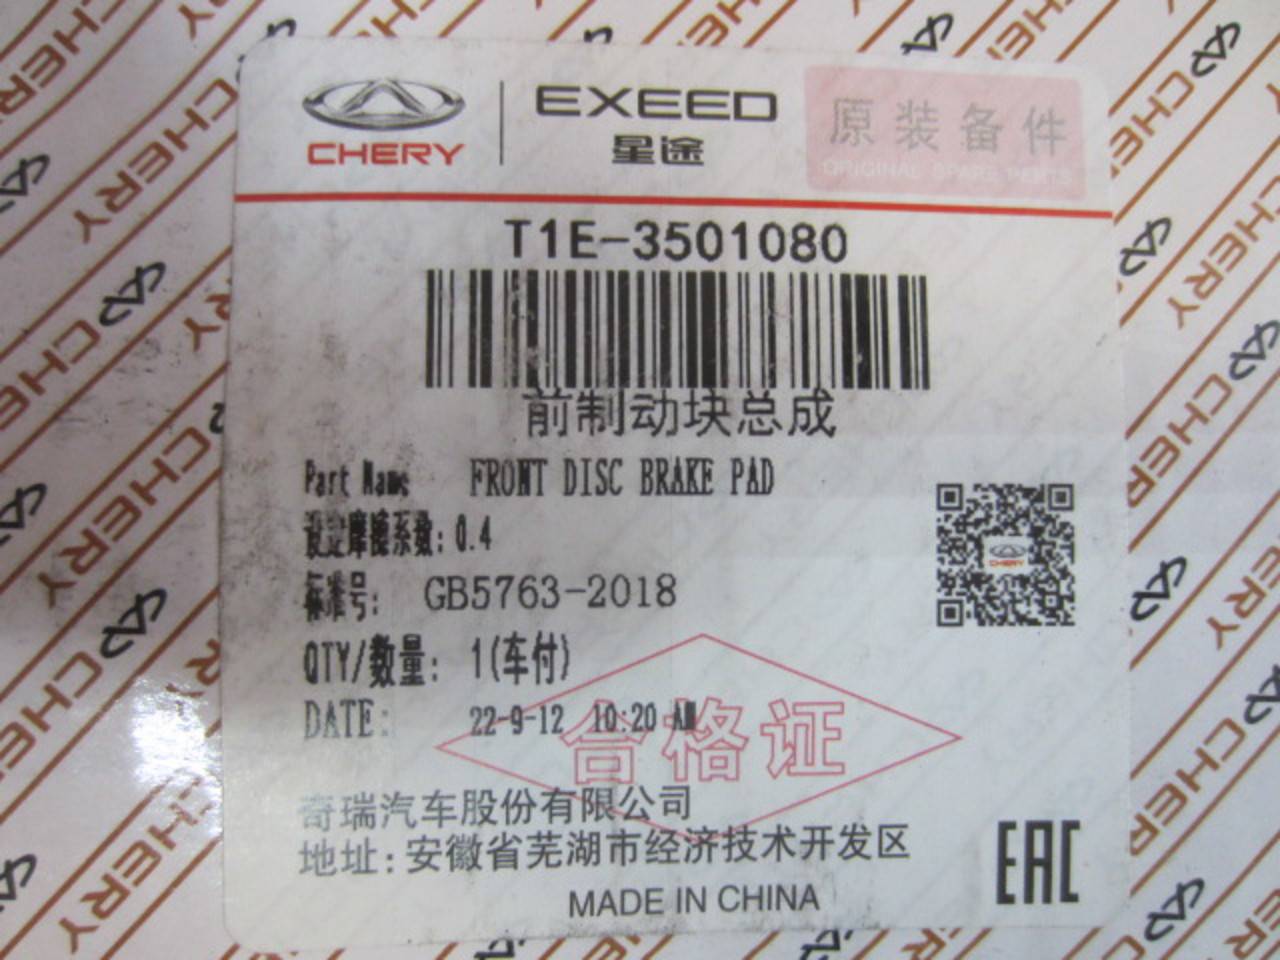 CHERY
EXEED
星途
原装备件
ORIGINAL SPARE PARTS
T1E-3501080
前制动块总成
Part Name FRONT DISC BRAKE PAD
设定摩擦系数: 0.4
标准号: GB5763-2018
QTY/数量: 1(车付)
DATE: 22-9-12 10:20 AM
合格证
奇瑞汽车股份有限公司
地址:安徽省芜湖市经济技术开发区
MADE IN CHINA
EAC
CHERY